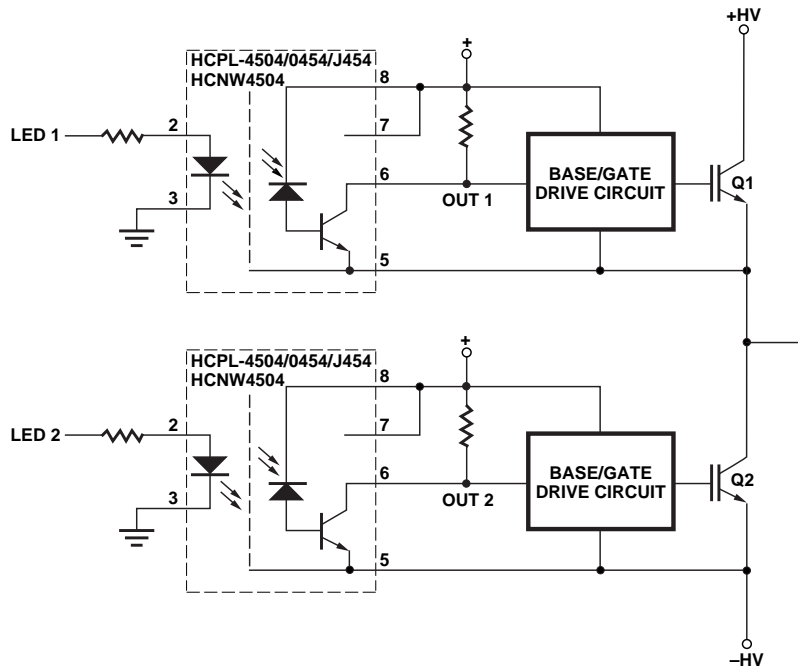 +HV
HCPL-4504/0454/J454
HCNW4504
8
+
LED 1
2
7
BASE/GATE
DRIVE CIRCUIT
Q1
3
6
OUT 1
5
HCPL-4504/0454/J454
HCNW4504
8
+
LED 2
2
7
BASE/GATE
DRIVE CIRCUIT
Q2
3
6
OUT 2
5
–HV